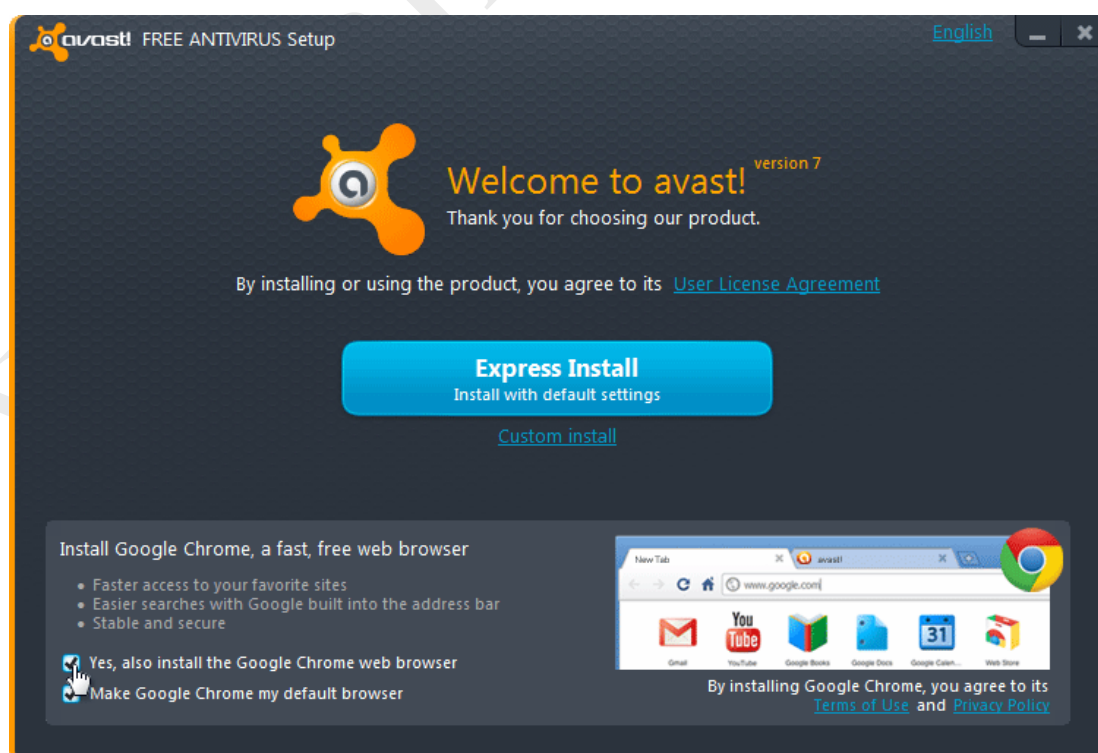 avast! FREE ANTIVIRUS Setup
English
Welcome to avast! version 7
Thank you for choosing our product.
By installing or using the product, you agree to its User License Agreement
Express Install
Install with default settings
Custom install
Install Google Chrome, a fast, free web browser
Faster access to your favorite sites
Easier searches with Google built into the address bar
Stable and secure
Yes, also install the Google Chrome web browser
Make Google Chrome my default browser
New Tab
avast!
www.google.com
You
Tube
31
Gmail YouTube Google Books Google Docs Google Calen... Web Store
By installing Google Chrome, you agree to its
Terms of Use and Privacy Policy